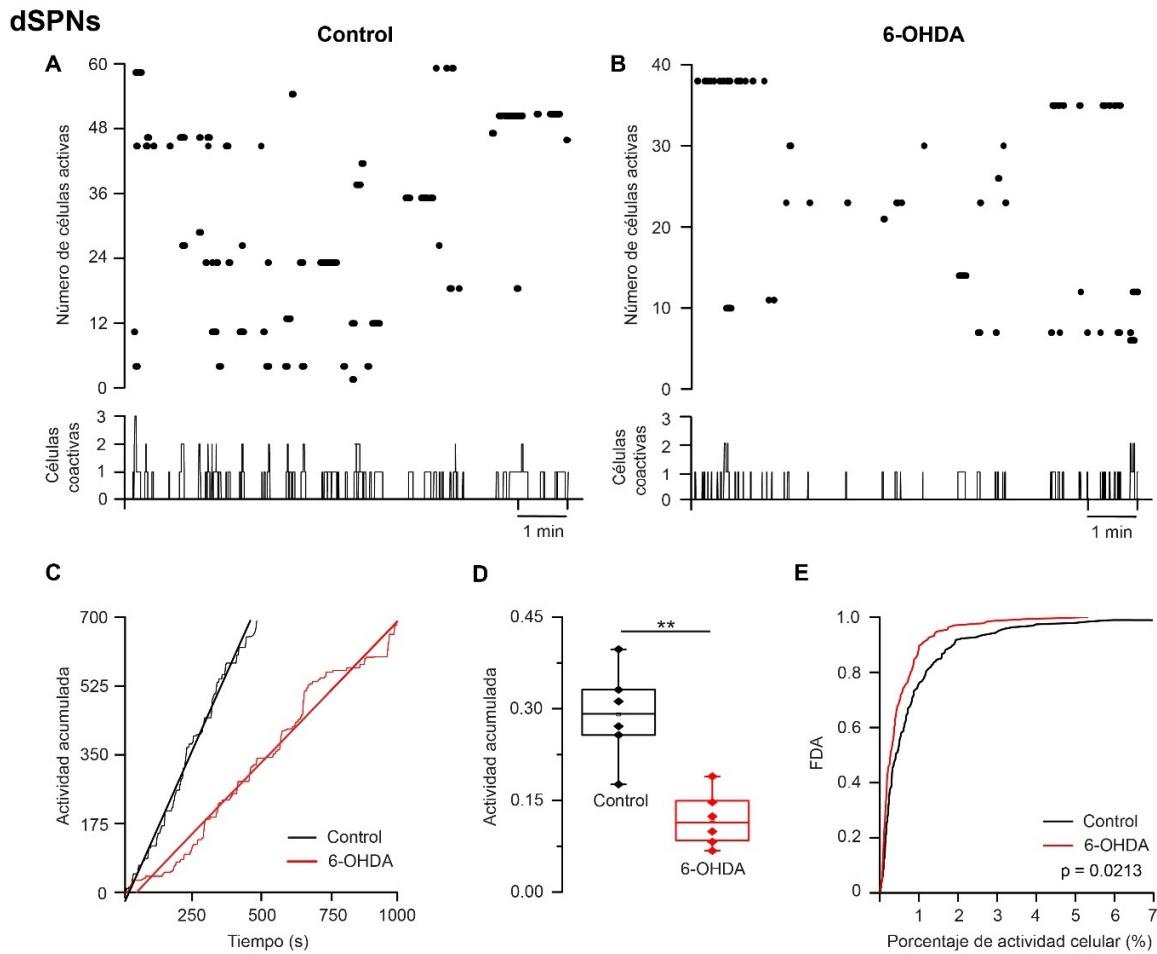 dSPNs
Control
6-OHDA
A
B
Número de células activas
60
48
36
24
12
0
Número de células activas
40
30
20
10
0
Células
coactivas
3
2
1
0
1 min
Células
coactivas
3
2
1
0
1 min
C
D
E
Actividad acumulada
700
525
350
175
0
250
500
750
1000
Tiempo (s)
Control
6-OHDA
Actividad acumulada
0.45
0.30
0.15
0.00
**
Control
6-OHDA
FDA
1.0
0.8
0.6
0.4
0.2
0
1
2
3
4
5
6
7
Porcentaje de actividad celular (%)
Control
6-OHDA
p = 0.0213